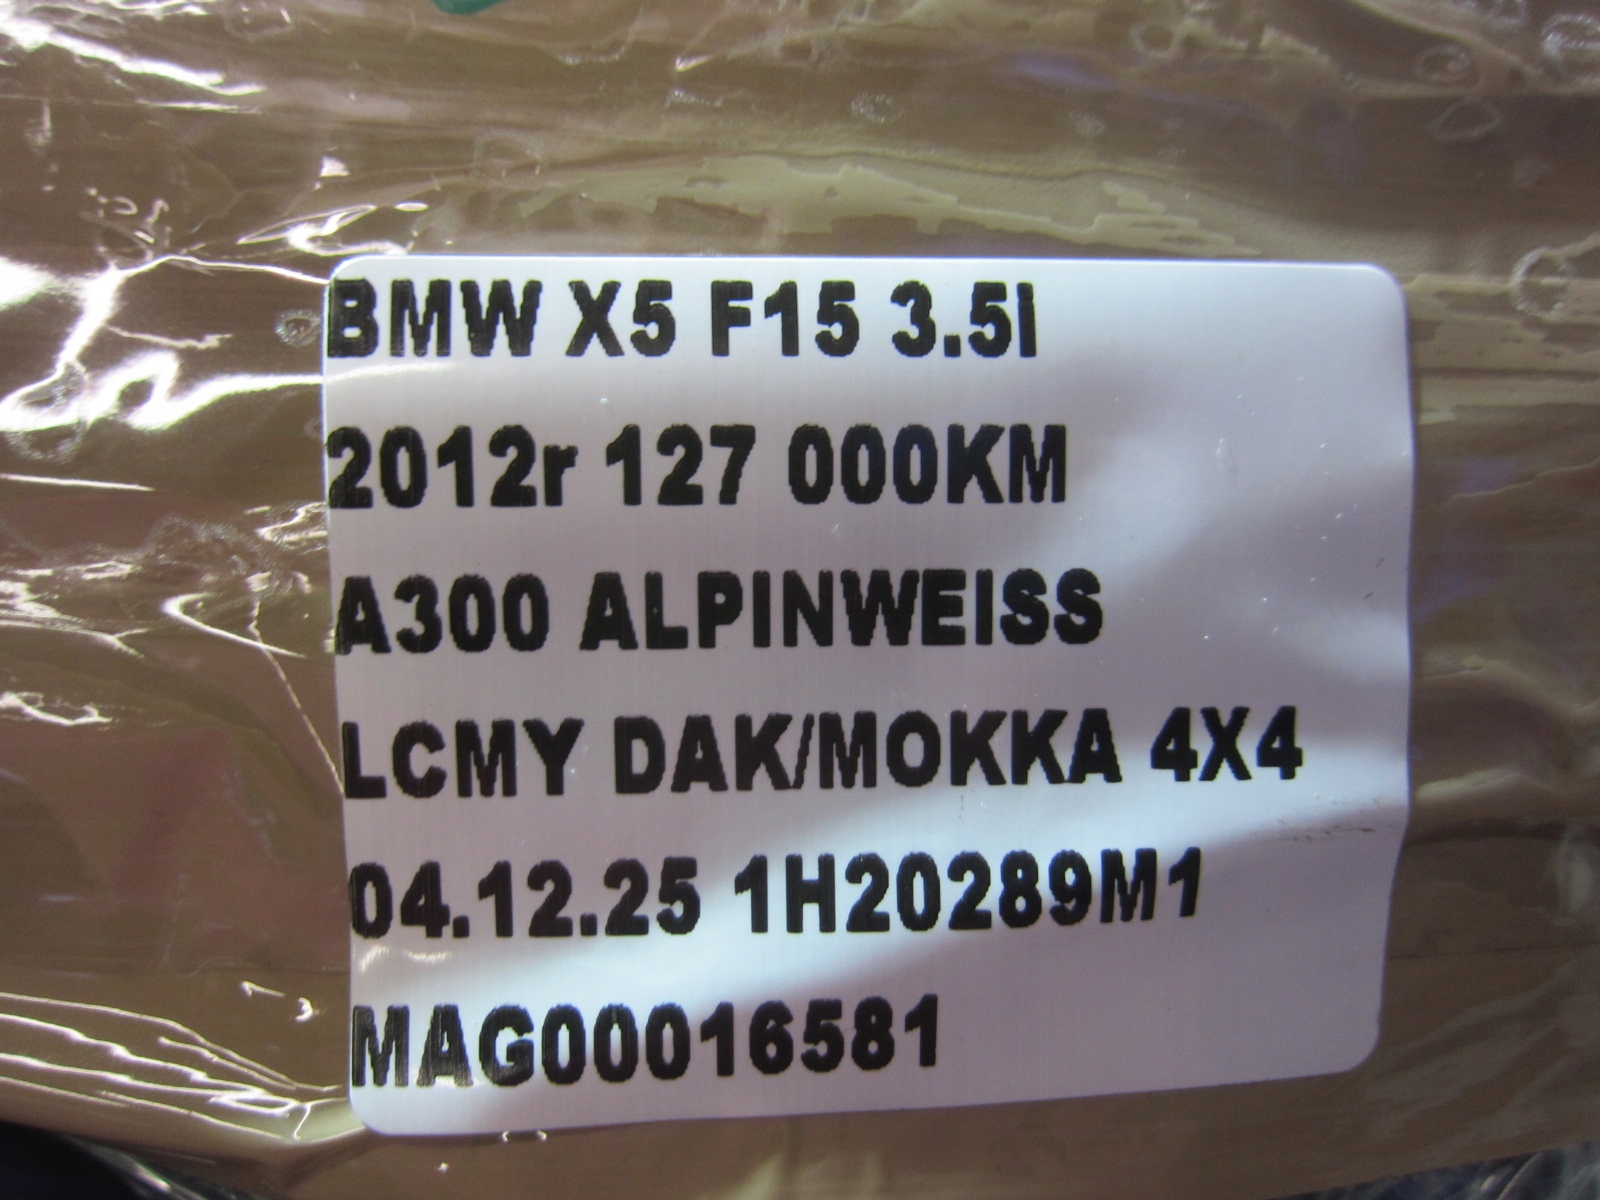 BMW X5 F15 3.5I
2012r 127 000KM
A300 ALPINWEISS
LCMY DAK/MOKKA 4X4
04.12.25 1H20289M1
MAG00016581